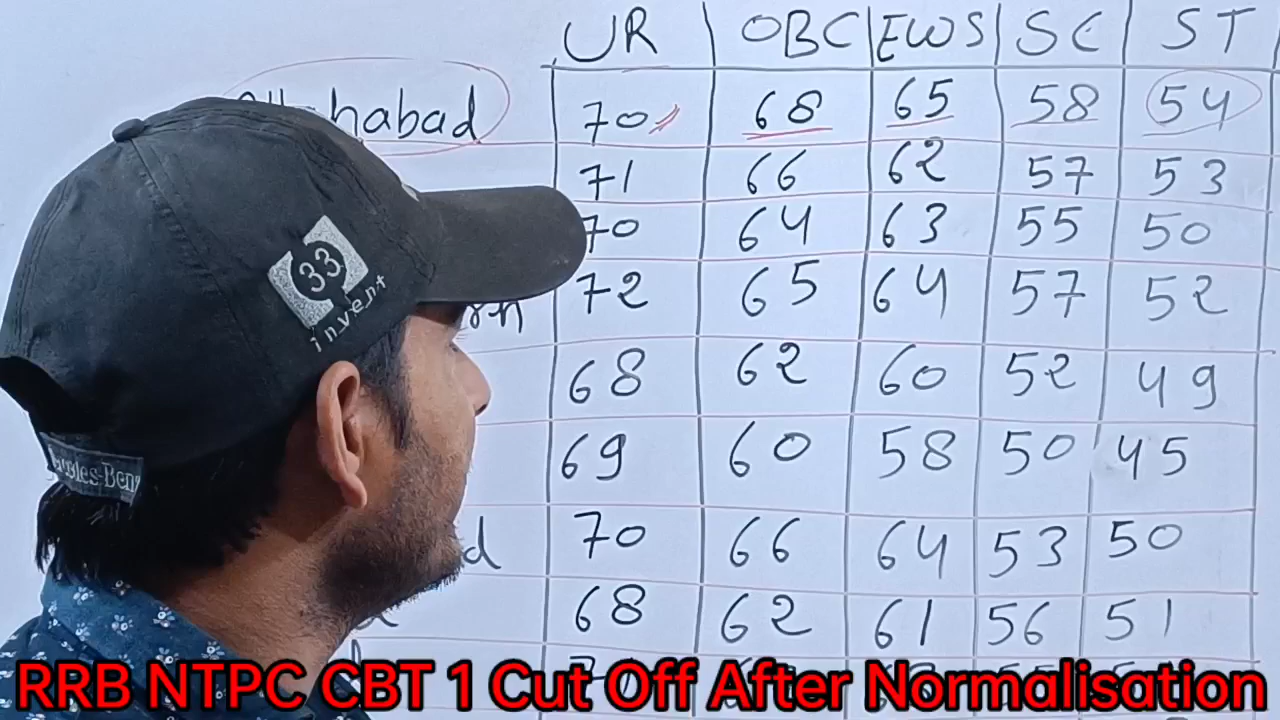 UR OBC EWS SC ST
habad 70 68 65 58 54
71 66 62 57 53
70 64 63 55 50
72 65 64 57 52
68 62 60 52 49
69 60 58 50 45
d 70 66 64 53 50
68 62 61 56 51
33
invent
RRB NTPC CBT 1 Cut Off After Normalisation